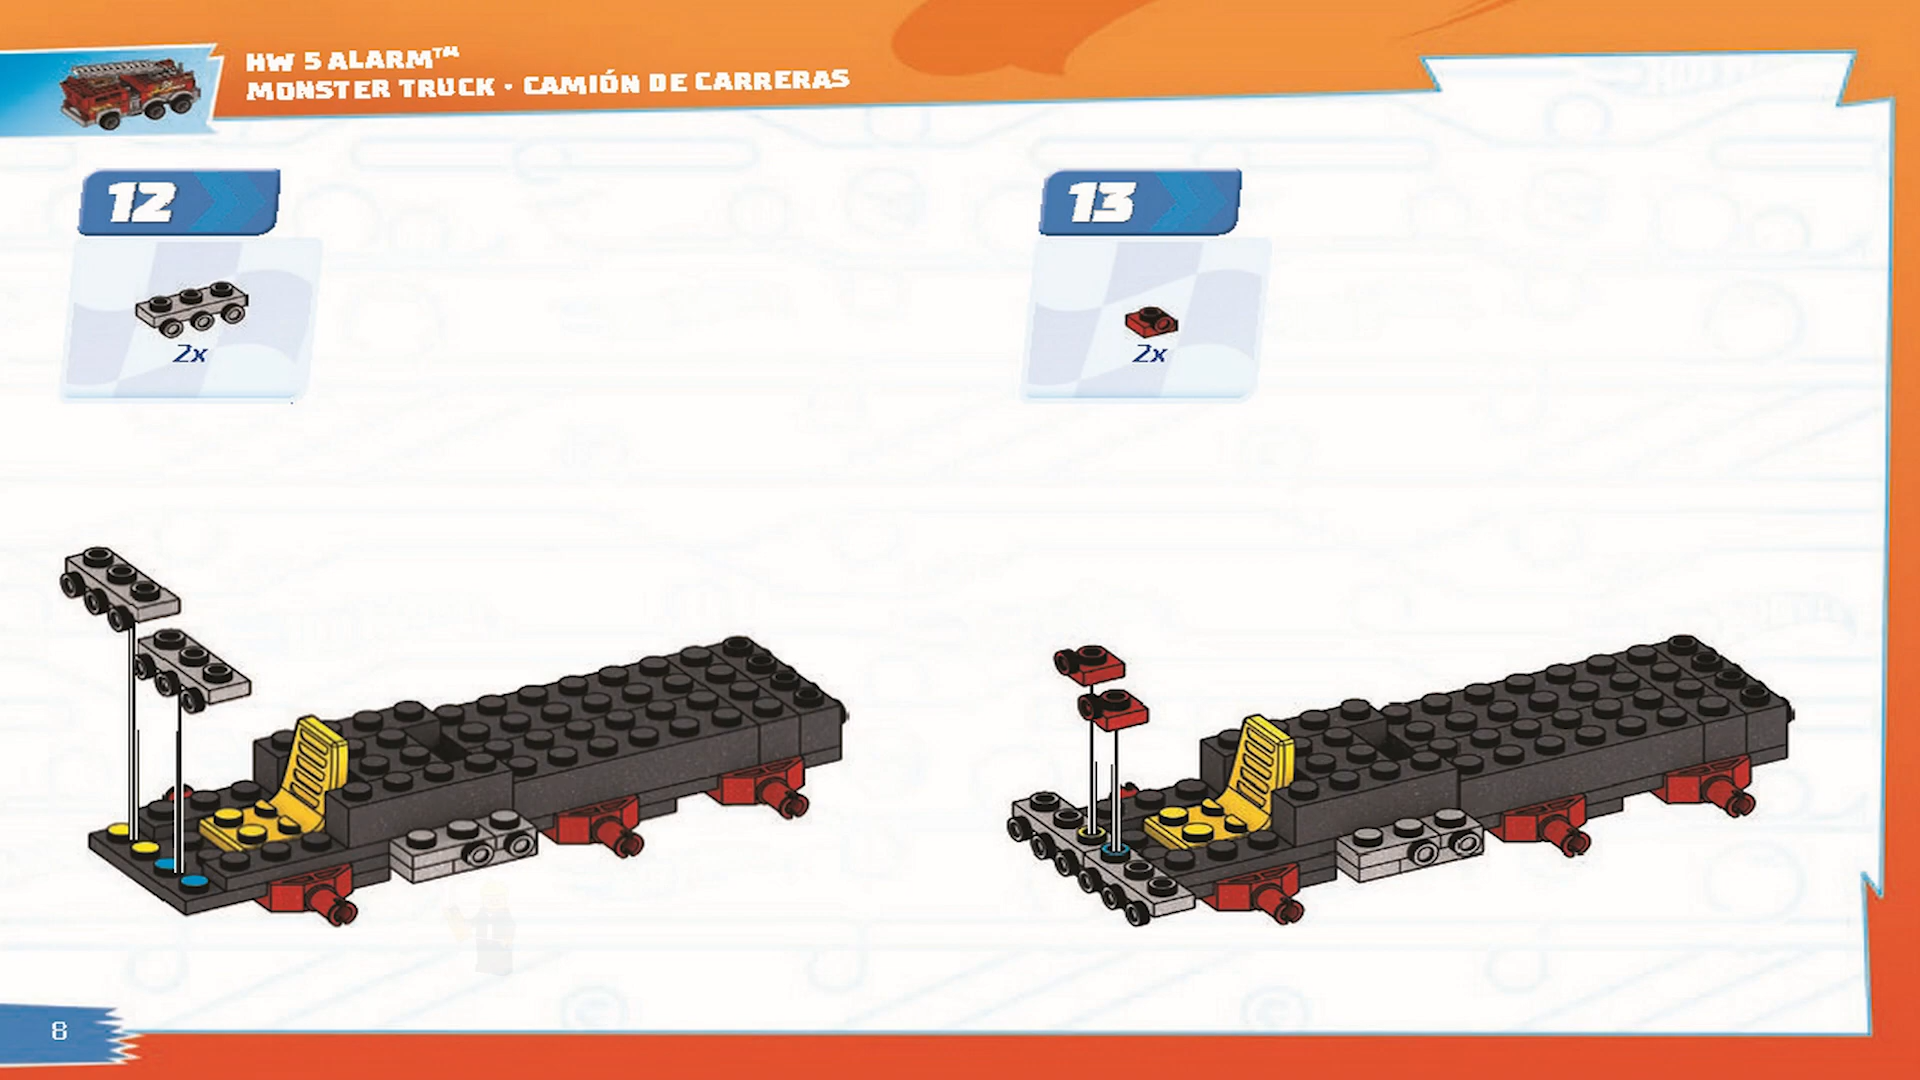 HW 5 ALARM™
MONSTER TRUCK · CAMIÓN DE CARRERAS
12
2x
13
2x
8